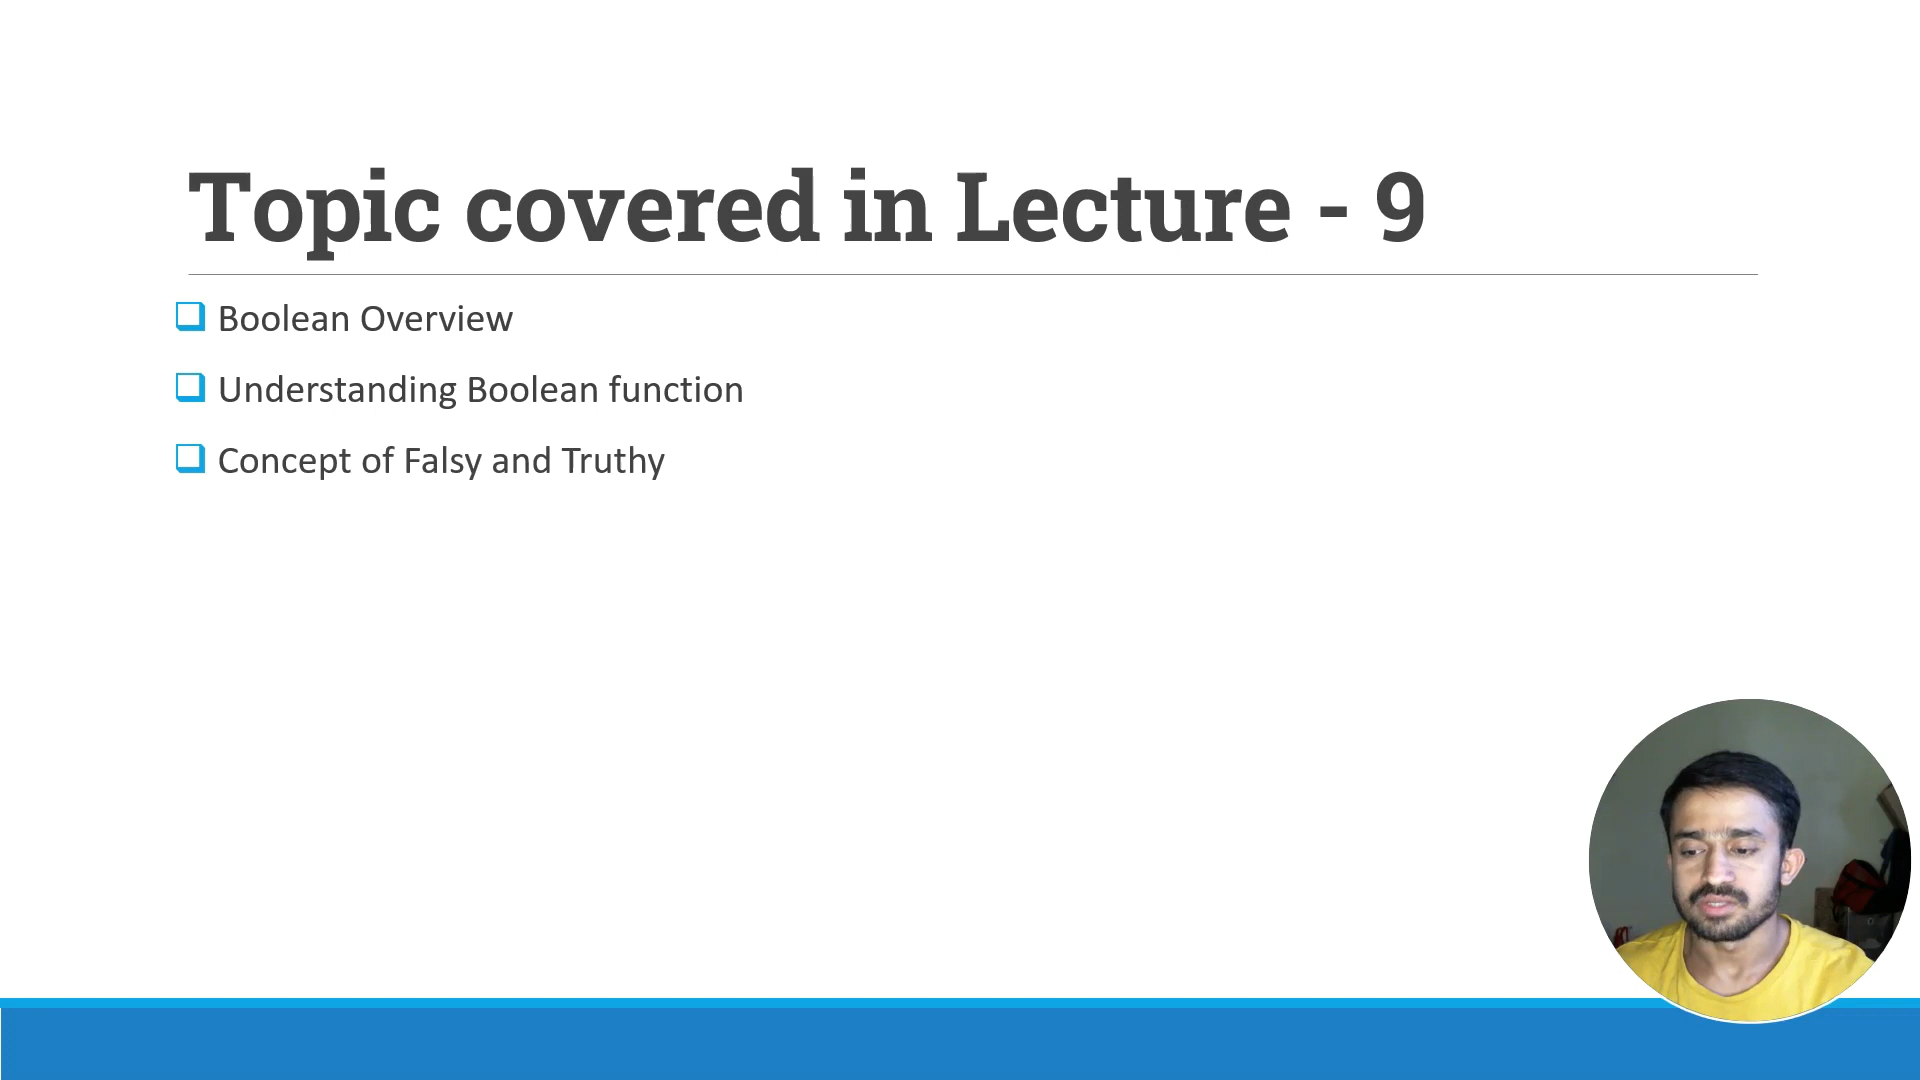 Topic covered in Lecture - 9
Boolean Overview
Understanding Boolean function
Concept of Falsy and Truthy